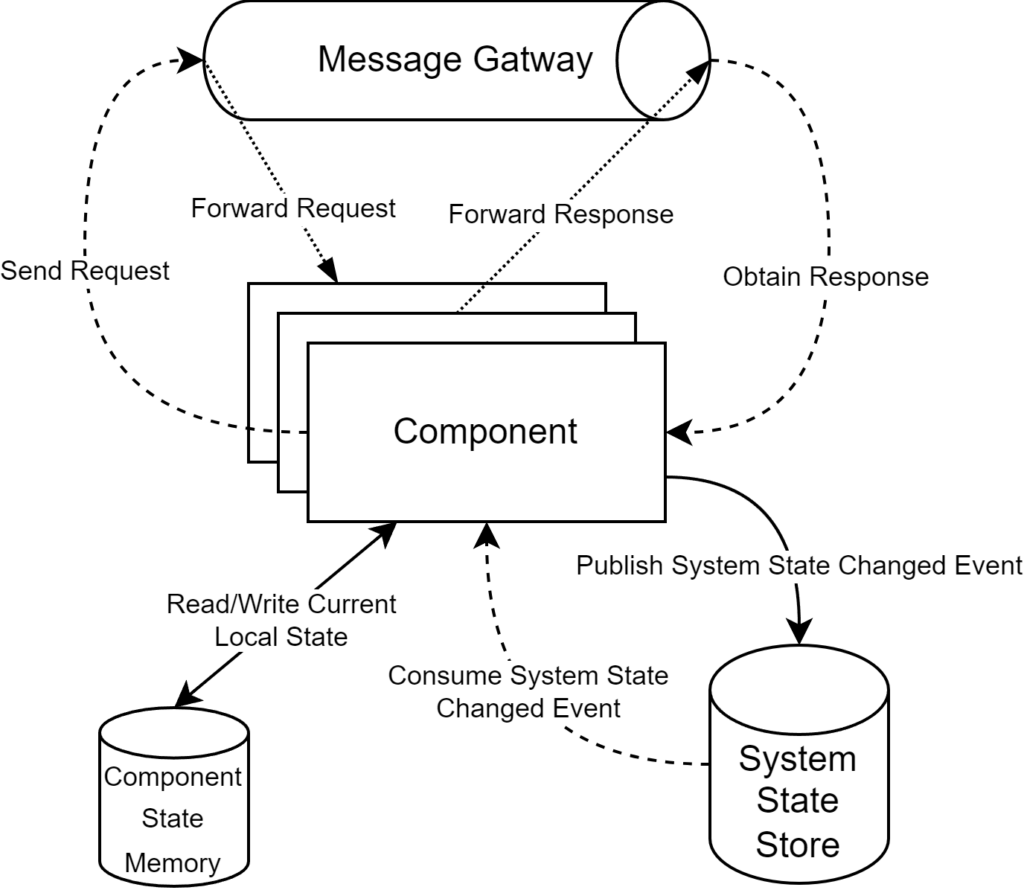 Message Gatway
Forward Request
Forward Response
Send Request
Obtain Response
Component
Publish System State Changed Event
Read/Write Current
Local State
Consume System State
Changed Event
Component
State
Memory
System
State
Store